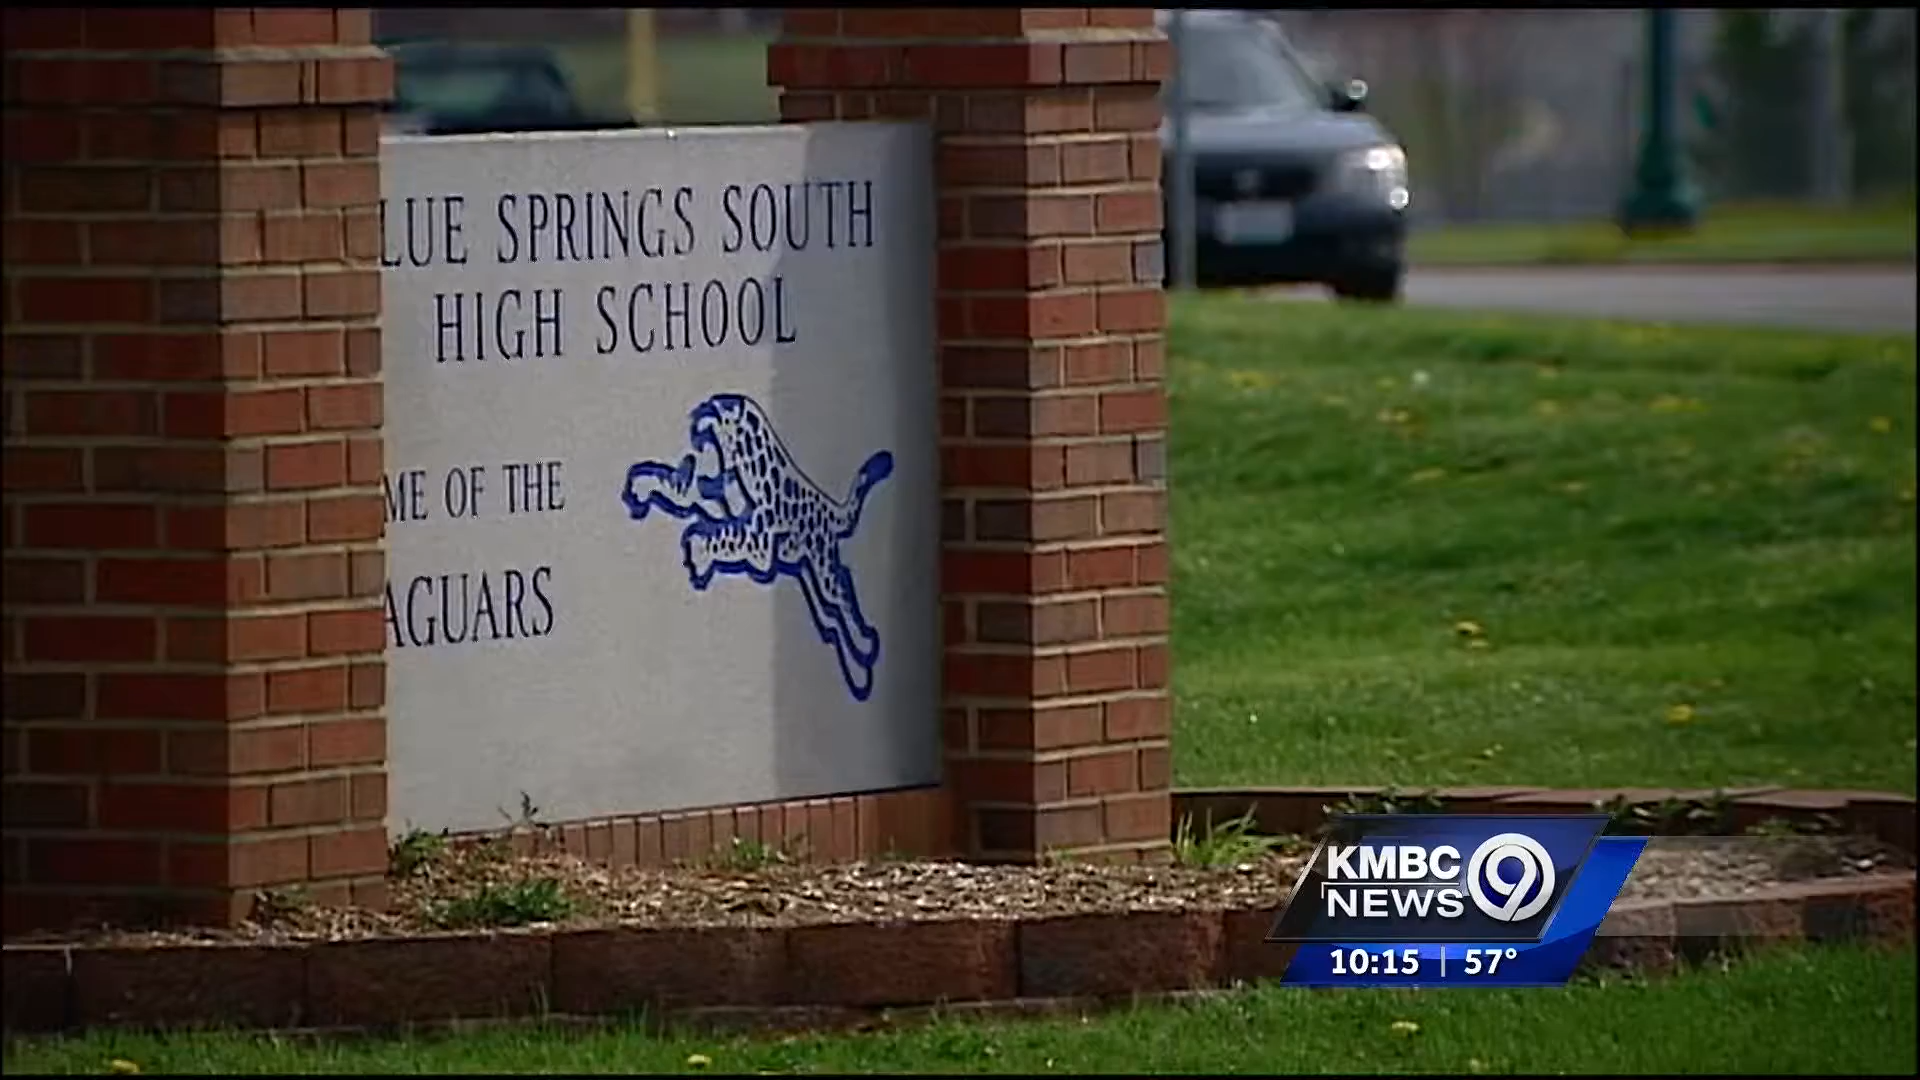 LUE SPRINGS SOUTH
HIGH SCHOOL
ME OF THE
AGUARS
KMBC
NEWS 9
10:15 | 57°